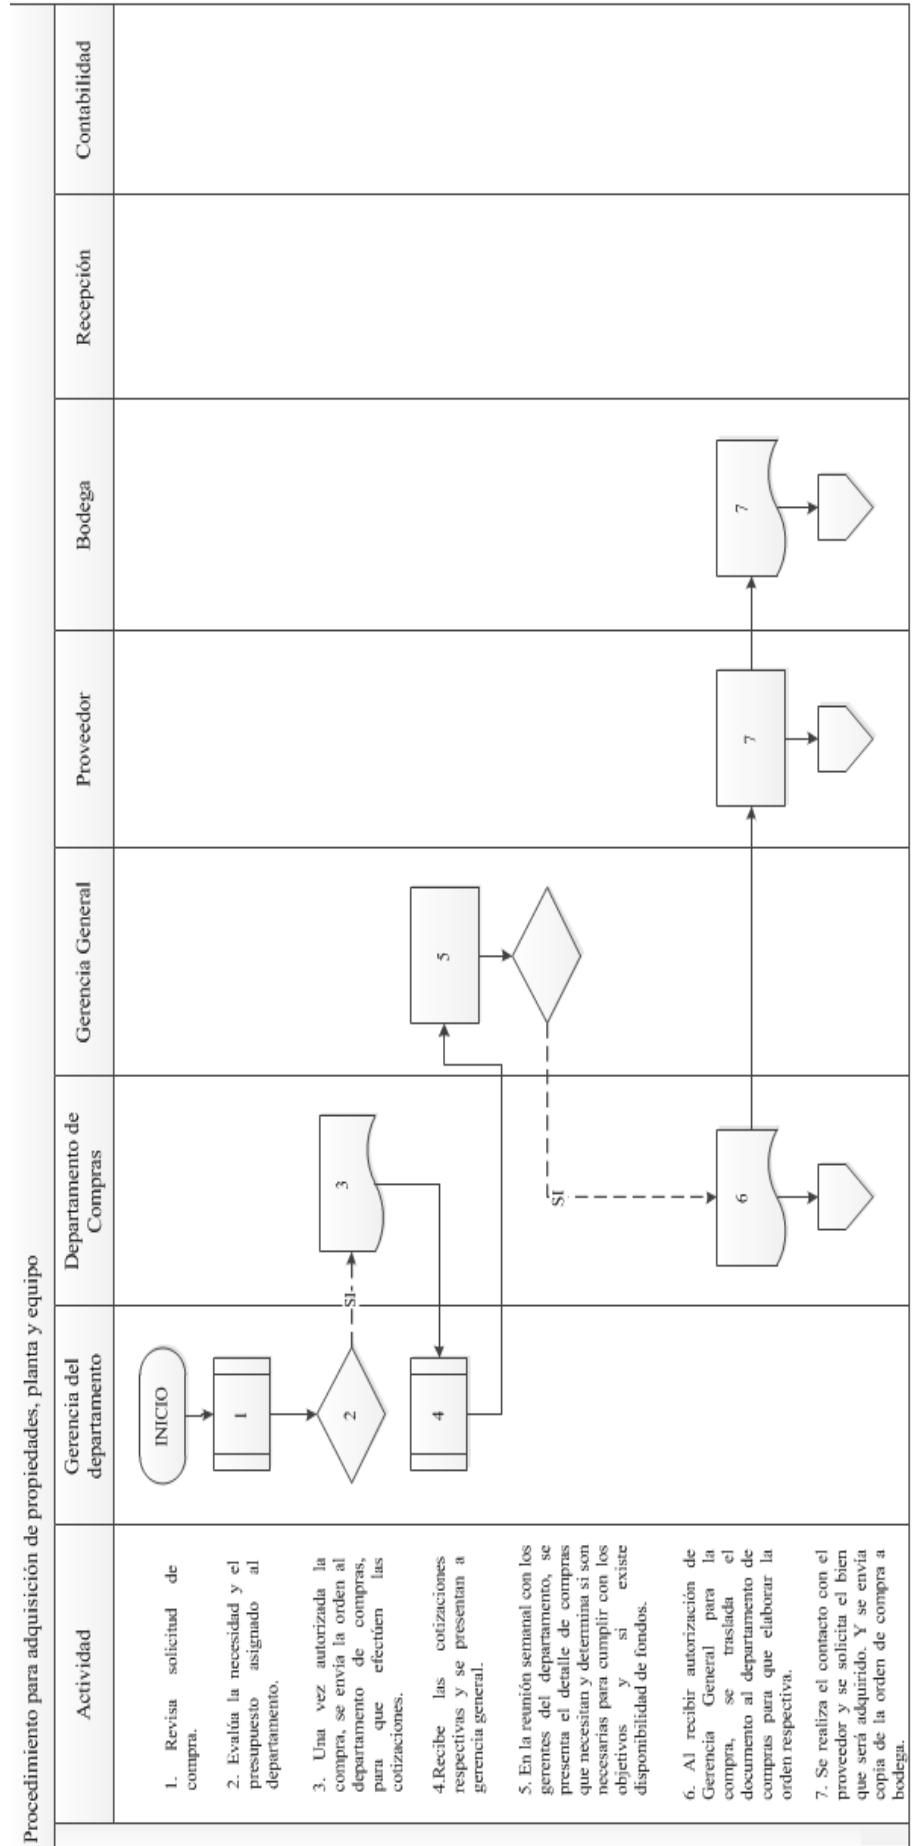 Procedimiento para adquisición de propiedades, planta y equipo
Actividad
Gerencia del
departamento
Departamento de
Compras
Gerencia General
Proveedor
Bodega
Recepción
Contabilidad
1. Revisa solicitud de
compra.
2. Evalúa la necesidad y el
presupuesto asignado al
departamento.
3. Una vez autorizada la
compra, se envía la orden al
departamento de compras,
para que efectúen las
cotizaciones.
4.Recibe las cotizaciones
respectivas y se presentan a
gerencia general.
5. En la reunión semanal con los
gerentes del departamento, se
presenta el detalle de compras
que necesitan y determina si son
necesarias para cumplir con los
objetivos y si existe
disponibilidad de fondos.
6. Al recibir autorización de
Gerencia General para la
compra, se traslada el
documento al departamento de
compras para que elaborar la
orden respectiva.
7. Se realiza el contacto con el
proveedor y se solicita el bien
que será adquirido. Y se envía
copia de la orden de compra a
bodega.
INICIO
1
2
SI
3
4
5
SI
6
7
7